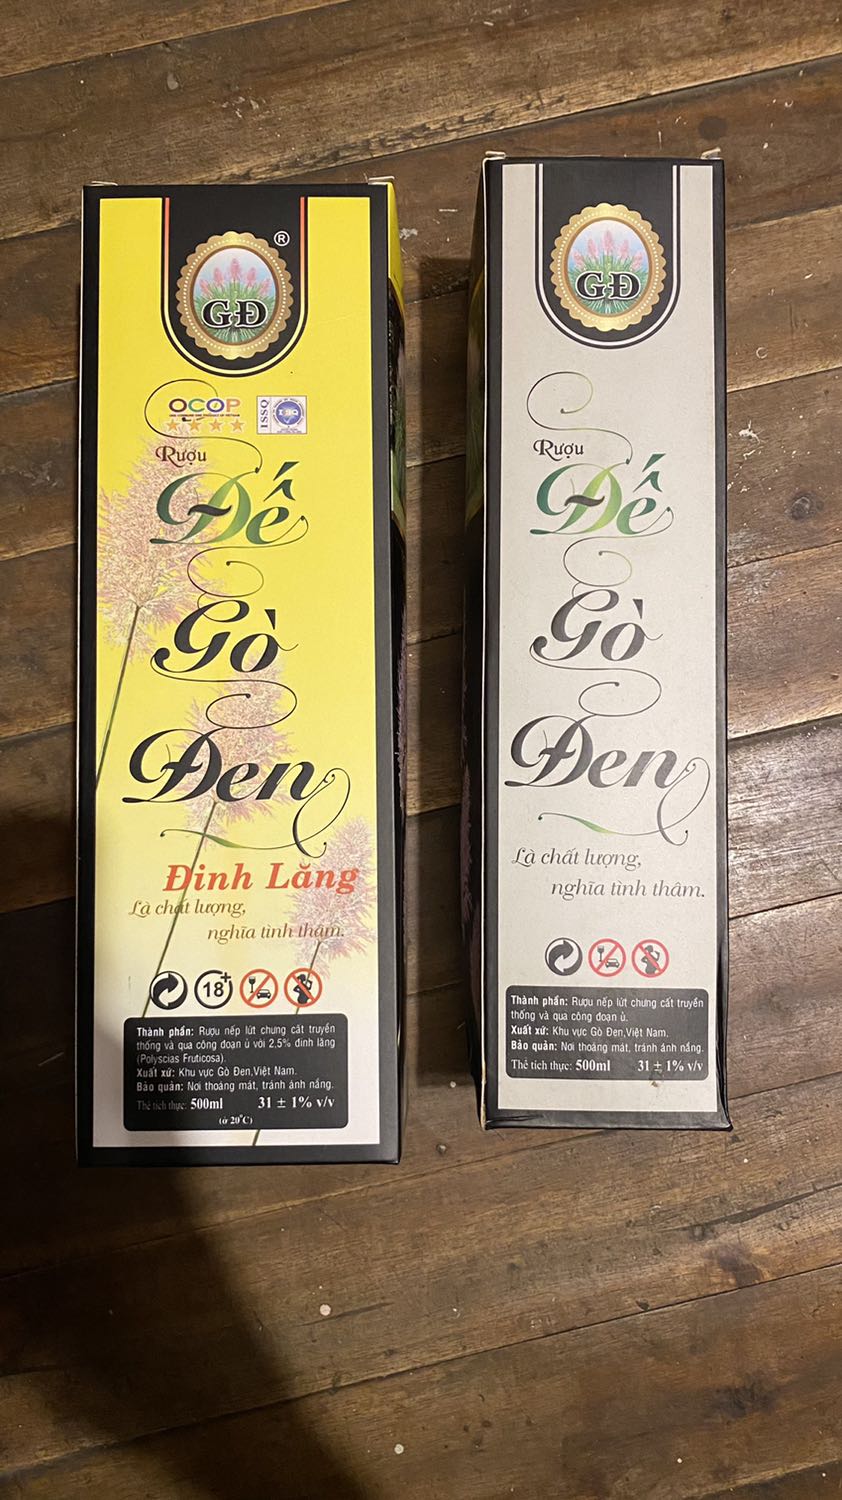 GĐ
®
OCOP
ISSQ
Rượu
Đế
Gò
Đen
Đinh Lăng
Là chất lượng,
nghĩa tình thâm.
18+
Thành phần: Rượu nếp lứt chưng cất truyền
thống và qua công đoạn ủ với 2.5% đinh lăng
(Polyscias Fruticosa).
Xuất xứ: Khu vực Gò Đen,Việt Nam.
Bảo quản: Nơi thoáng mát, tránh ánh nắng.
Thể tích thực: 500ml 31 ± 1% v/v
(ở 20°C)
GĐ
Rượu
Đế
Gò
Đen
Là chất lượng,
nghĩa tình thâm.
Thành phần: Rượu nếp lứt chưng cất truyền
thống và qua công đoạn ủ.
Xuất xứ: Khu vực Gò Đen,Việt Nam.
Bảo quản: Nơi thoáng mát, tránh ánh nắng.
Thể tích thực: 500ml 31 ± 1% v/v